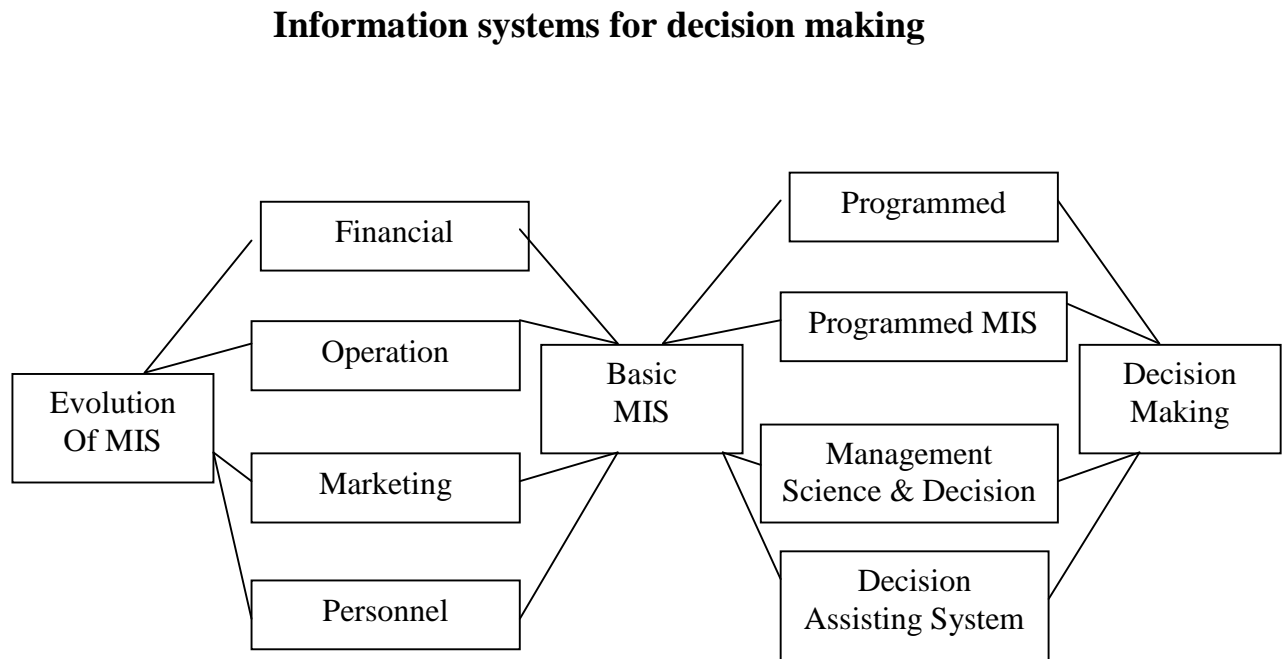 Information systems for decision making
Financial
Operation
Evolution
Of MIS
Marketing
Personnel
Basic
MIS
Programmed
Programmed MIS
Management
Science & Decision
Decision
Assisting System
Decision
Making